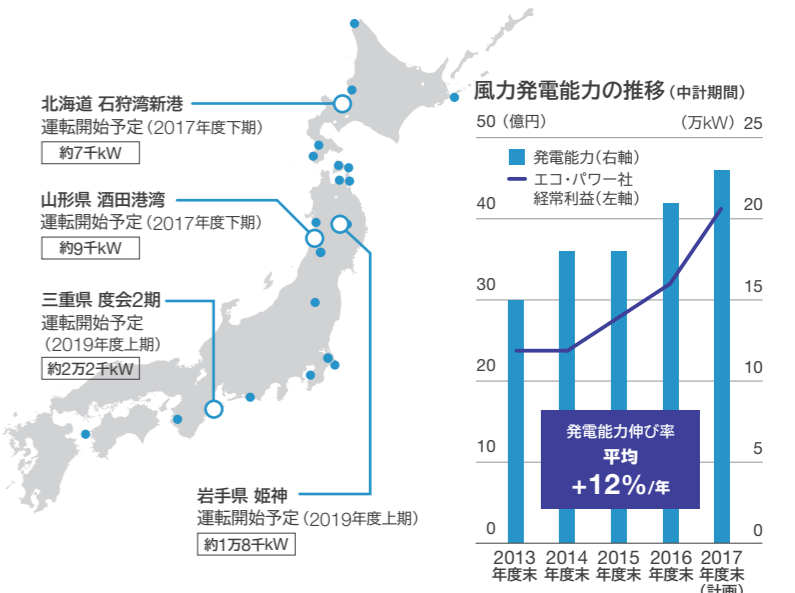 北海道 石狩湾新港
運転開始予定（2017年度下期）
約7千kW
山形県 酒田港湾
運転開始予定（2017年度下期）
約9千kW
三重県 度会2期
運転開始予定
（2019年度上期）
約2万2千kW
岩手県 姫神
運転開始予定（2019年度上期）
約1万8千kW
風力発電能力の推移（中計期間）
50（億円）
（万kW）25
発電能力（右軸）
エコ・パワー社
経常利益（左軸）
40
20
30
15
20
10
10
5
0
0
発電能力伸び率
平均
+12%/年
2013
年度末
2014
年度末
2015
年度末
2016
年度末
2017
年度末
（計画）